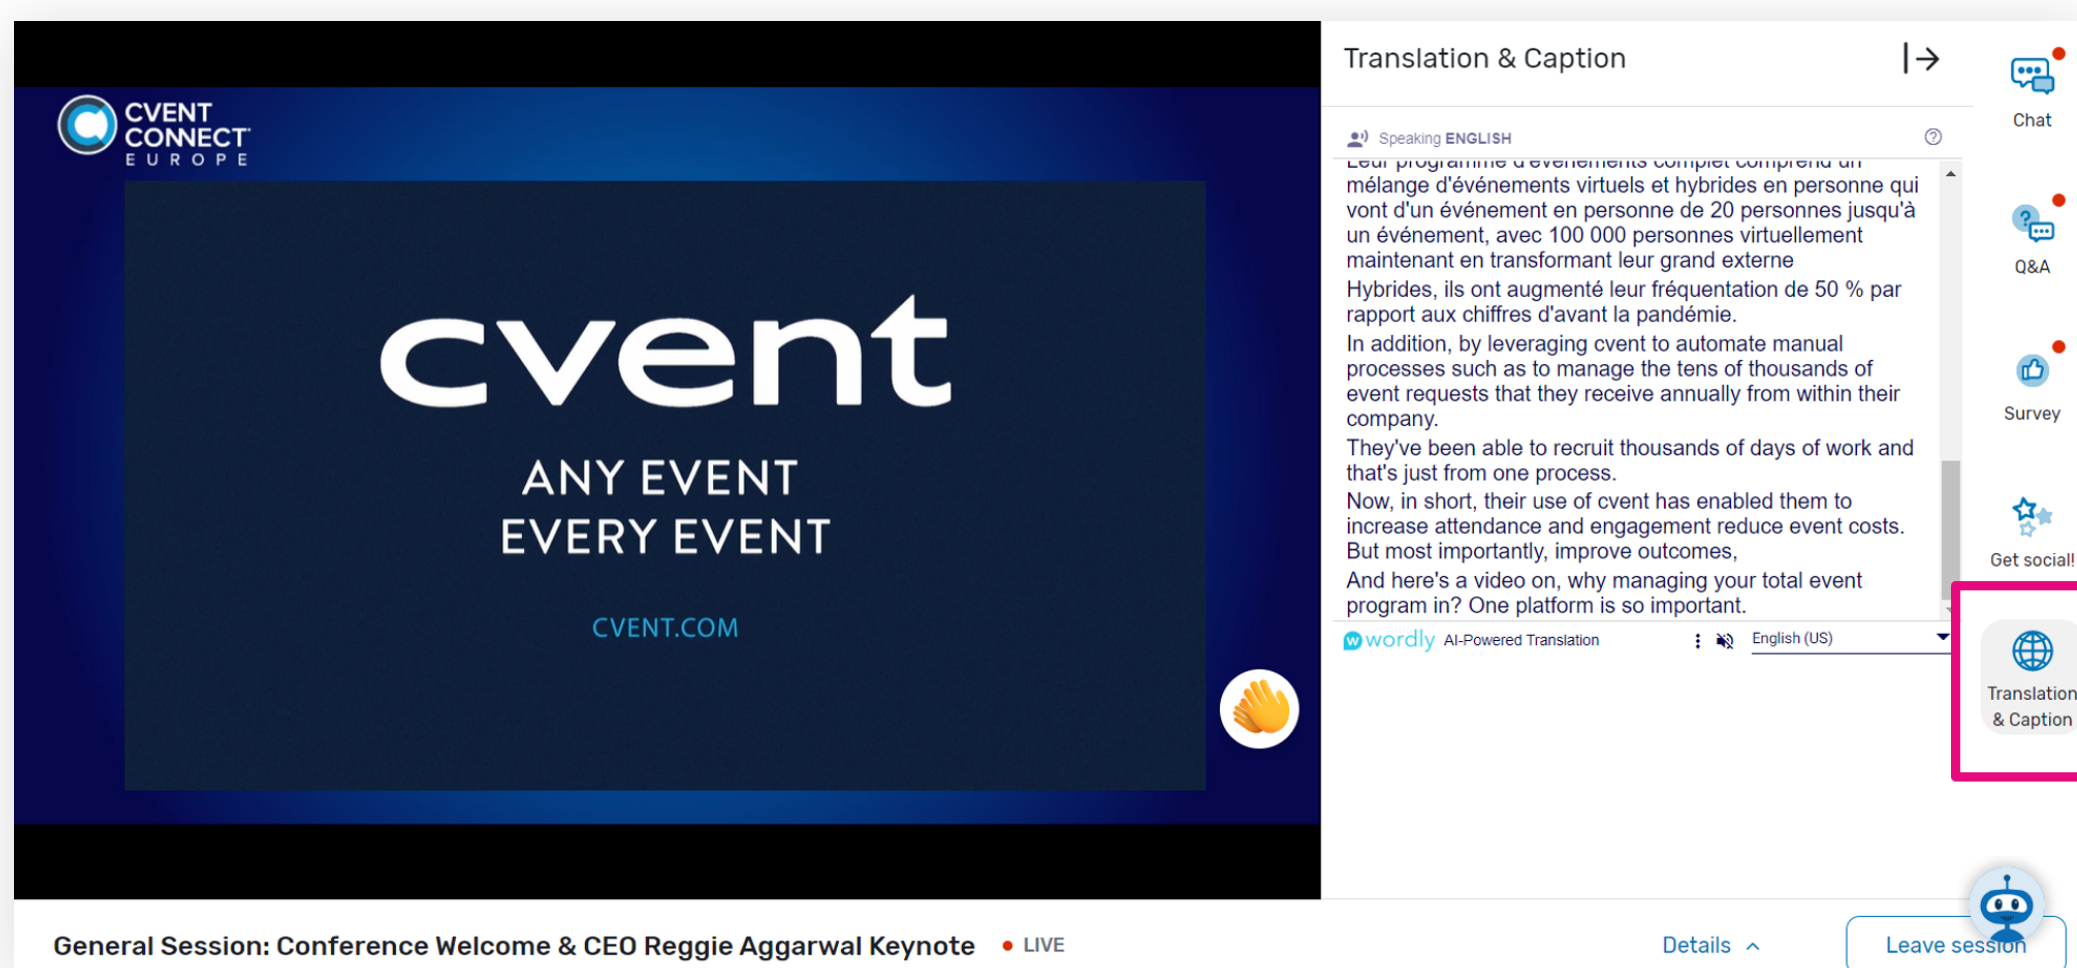 CVENT
CONNECT
EUROPE
cvent
ANY EVENT
EVERY EVENT
CVENT.COM
Translation & Caption
Speaking ENGLISH
Leur programme d'événements complet comprend un
mélange d'événements virtuels et hybrides en personne qui
vont d'un événement en personne de 20 personnes jusqu'à
un événement, avec 100 000 personnes virtuellement
maintenant en transformant leur grand externe
Hybrides, ils ont augmenté leur fréquentation de 50 % par
rapport aux chiffres d'avant la pandémie.
In addition, by leveraging cvent to automate manual
processes such as to manage the tens of thousands of
event requests that they receive annually from within their
company.
They've been able to recruit thousands of days of work and
that's just from one process.
Now, in short, their use of cvent has enabled them to
increase attendance and engagement reduce event costs.
But most importantly, improve outcomes,
And here's a video on, why managing your total event
program in? One platform is so important.
wordly AI-Powered Translation
English (US)
Chat
Q&A
Survey
Get social!
Translation
& Caption
General Session: Conference Welcome & CEO Reggie Aggarwal Keynote
LIVE
Details
Leave session